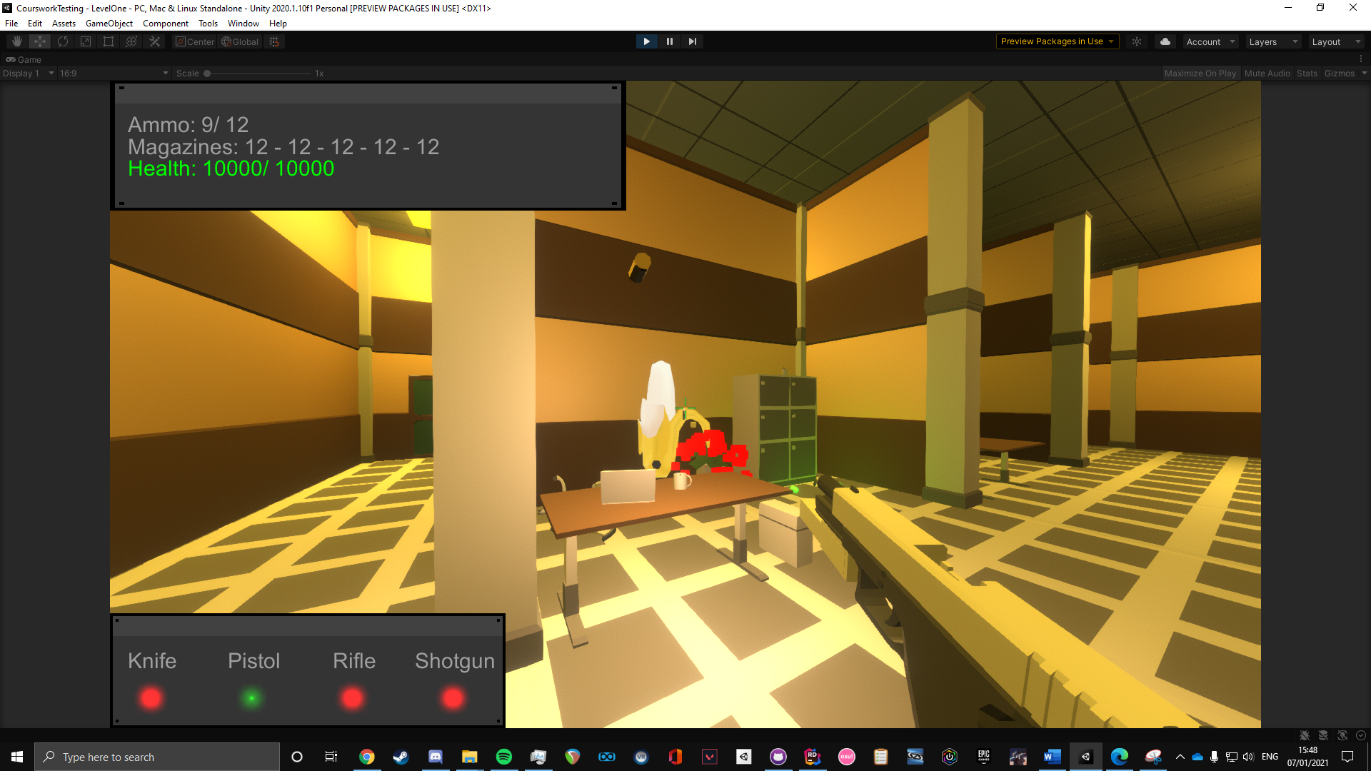 CoursworkTesting - LevelOne - PC, Mac & Linux Standalone - Unity 2020.1.10f1 Personal [PREVIEW PACKAGES IN USE] <DX11>
File Edit Assets GameObject Component Tools Window Help
Center Global Preview Packages in Use Account Layers Layout
Game
Display 1 16:9 Scale 1x Maximize On Play Mute Audio Stats Gizmos
Ammo: 9/ 12
Magazines: 12 - 12 - 12 - 12 - 12
Health: 10000/ 10000
Knife Pistol Rifle Shotgun
Type here to search
ENG
15:48
07/01/2021